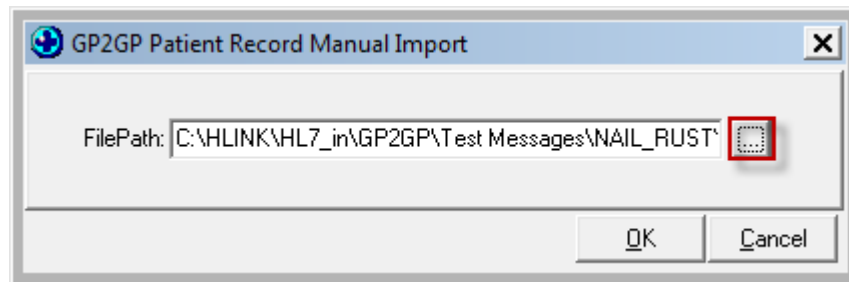 GP2GP Patient Record Manual Import
FilePath: C:\HLINK\HL7_in\GP2GP\Test Messages\NAIL_RUST\ ...
OK Cancel